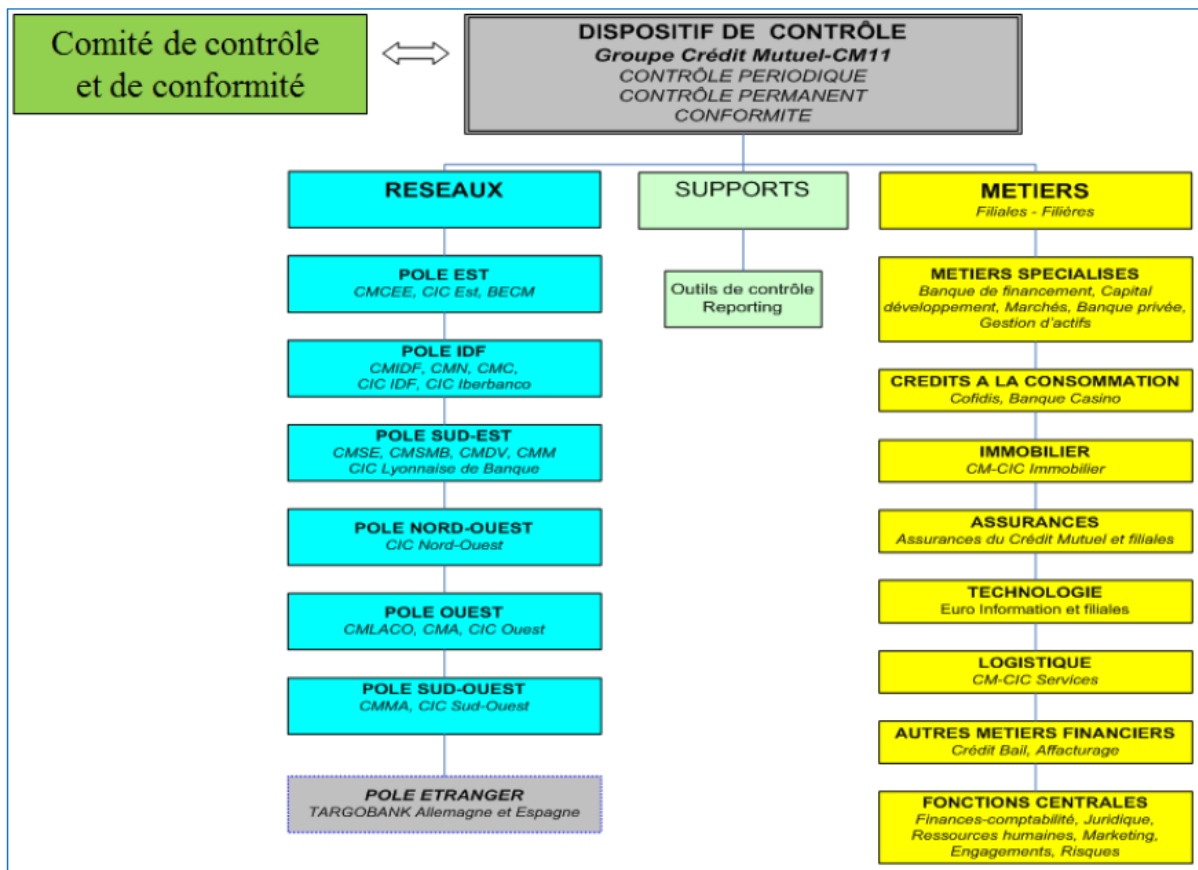 Comité de contrôle
et de conformité
DISPOSITIF DE CONTRÔLE
Groupe Crédit Mutuel-CM11
CONTRÔLE PERIODIQUE
CONTRÔLE PERMANENT
CONFORMITE
RESEAUX
POLE EST
CMCEE, CIC Est, BECM
POLE IDF
CMIDF, CMN, CMC,
CIC IDF, CIC Iberbanco
POLE SUD-EST
CMSE, CMSMB, CMDV, CMM
CIC Lyonnaise de Banque
POLE NORD-OUEST
CIC Nord-Ouest
POLE OUEST
CMLACO, CMA, CIC Ouest
POLE SUD-OUEST
CMMA, CIC Sud-Ouest
POLE ETRANGER
TARGOBANK Allemagne et Espagne
SUPPORTS
Outils de contrôle
Reporting
METIERS
Filiales - Filières
METIERS SPECIALISES
Banque de financement, Capital
développement, Marchés, Banque privée,
Gestion d'actifs
CREDITS A LA CONSOMMATION
Cofidis, Banque Casino
IMMOBILIER
CM-CIC Immobilier
ASSURANCES
Assurances du Crédit Mutuel et filiales
TECHNOLOGIE
Euro Information et filiales
LOGISTIQUE
CM-CIC Services
AUTRES METIERS FINANCIERS
Crédit Bail, Affacturage
FONCTIONS CENTRALES
Finances-comptabilité, Juridique,
Ressources humaines, Marketing,
Engagements, Risques